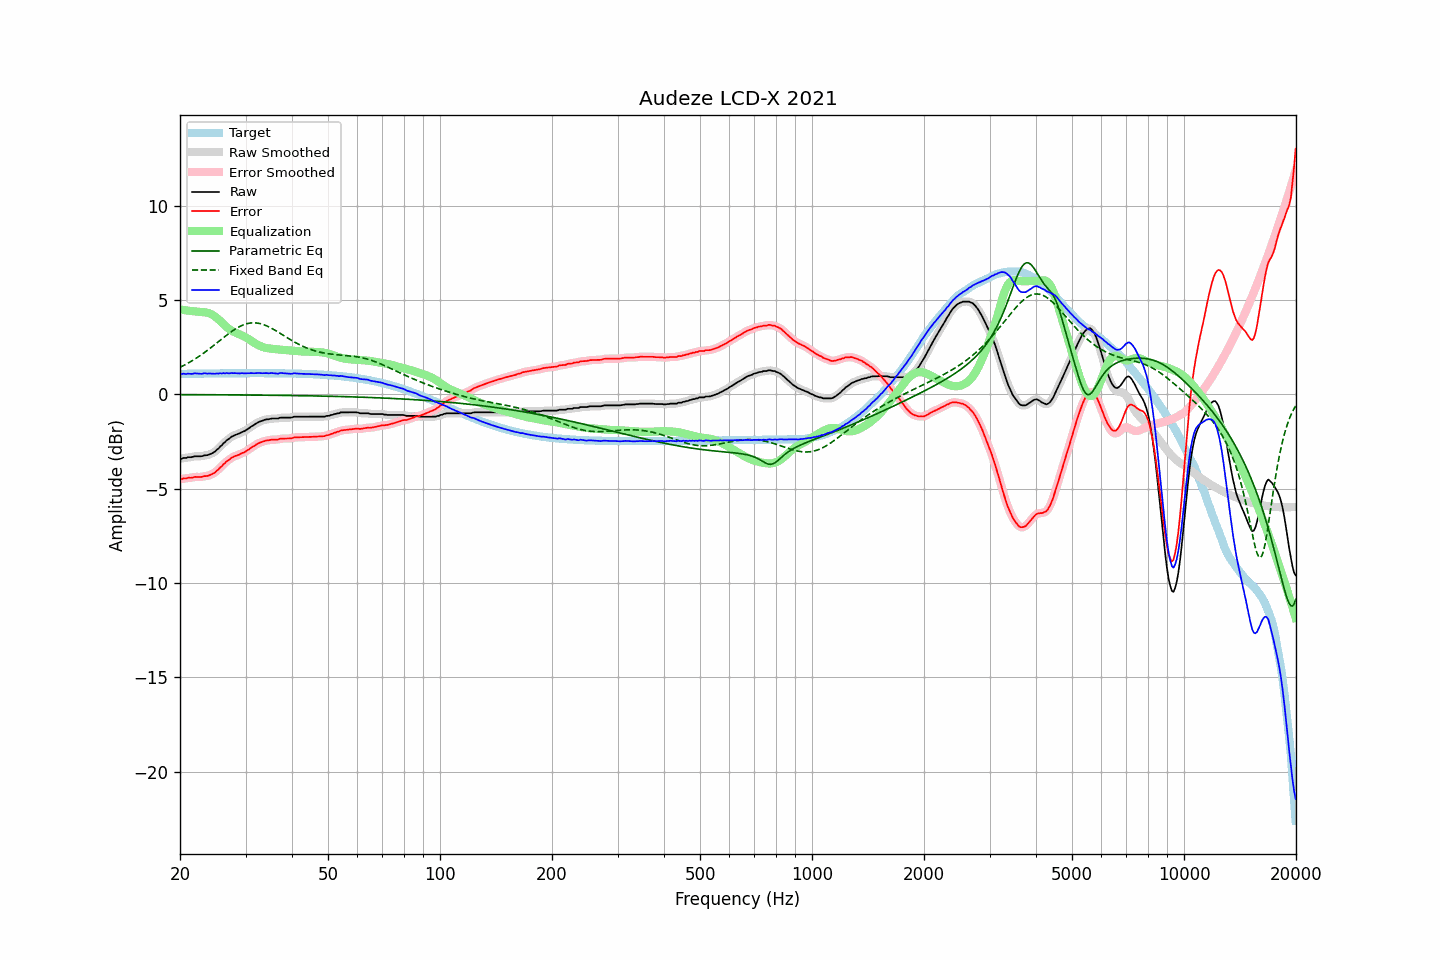 Audeze LCD-X 2021
Target
Raw Smoothed
Error Smoothed
Raw
Error
Equalization
Parametric Eq
Fixed Band Eq
Equalized
10
5
0
−5
−10
−15
−20
Amplitude (dBr)
20 50 100 200 500 1000 2000 5000 10000 20000
Frequency (Hz)